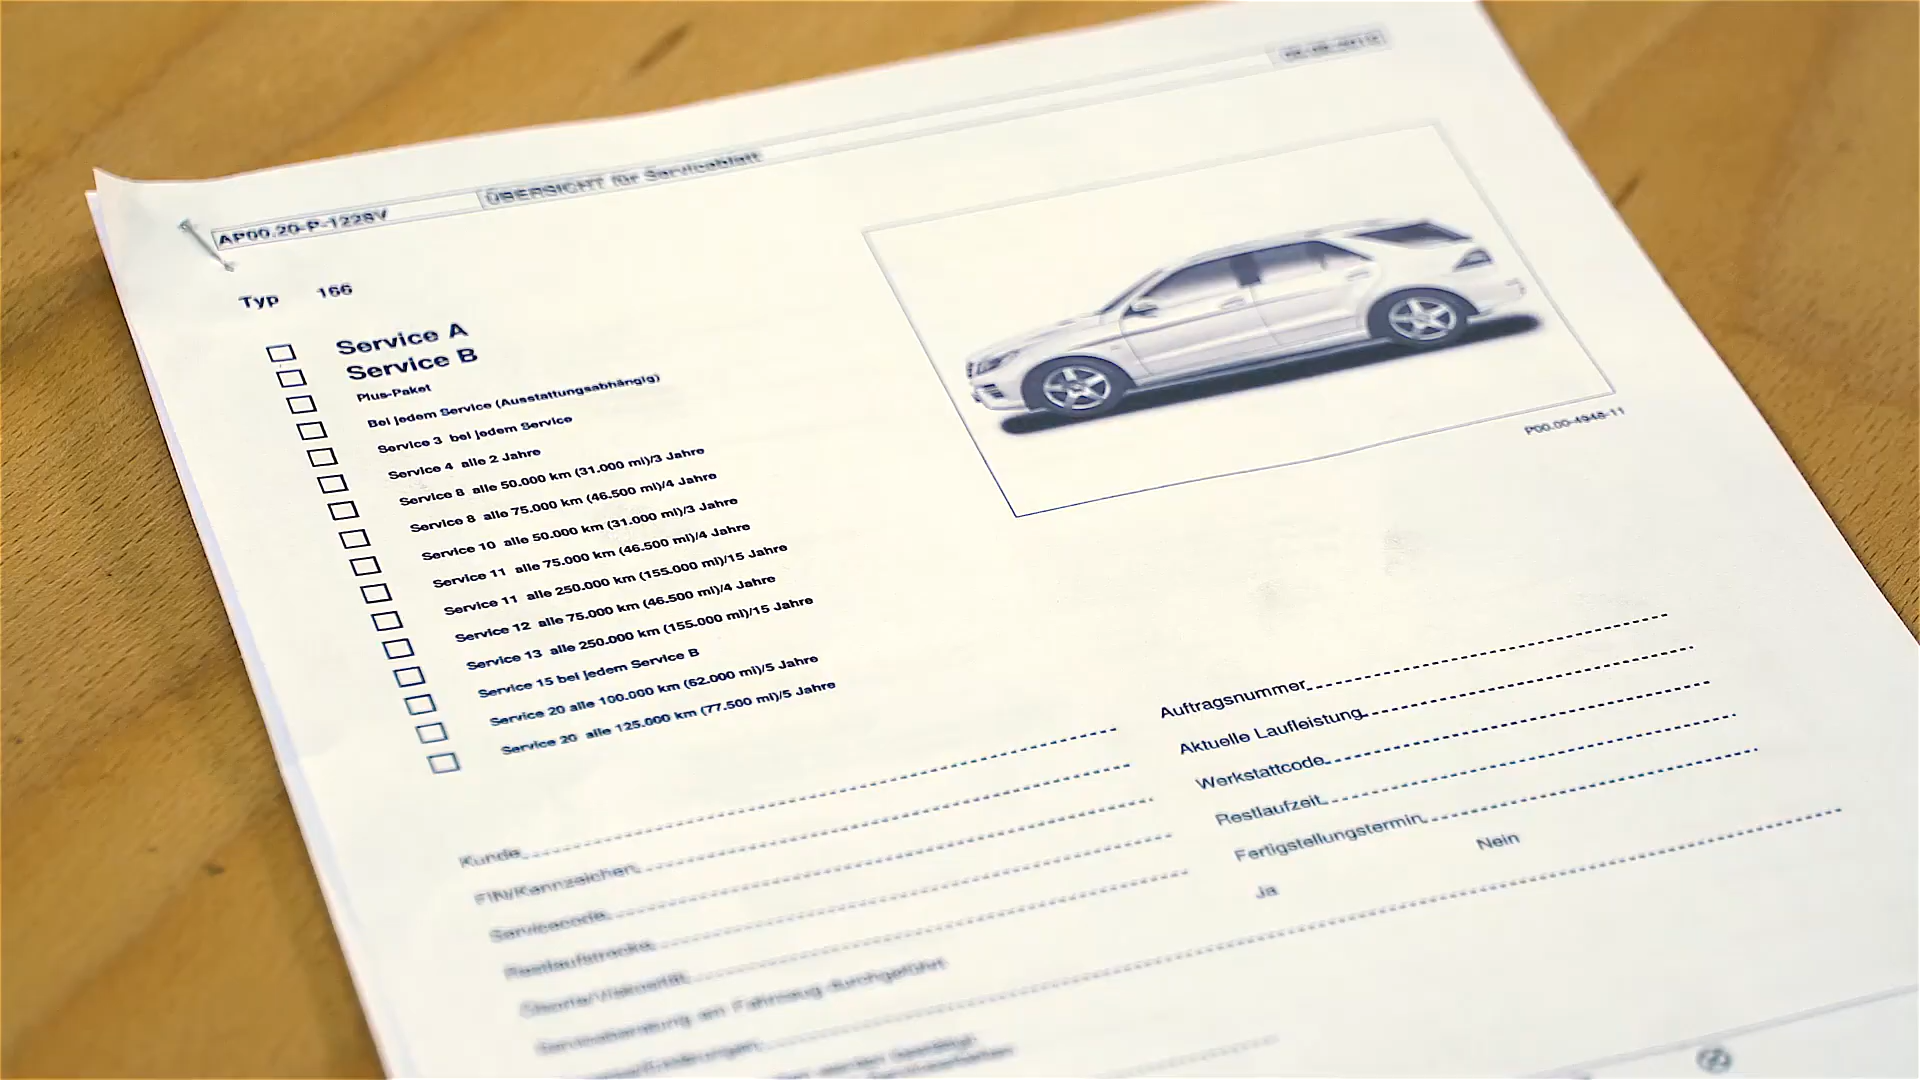 AP00.20-P-1228V
ÜBERSICHT für Serviceblatt
Typ 166
Service A
Service B
Plus-Paket
Bei jedem Service (Ausstattungsabhängig)
Service 3 bei jedem Service
Service 4 alle 2 Jahre
Service 8 alle 50.000 km (31.000 mi)/3 Jahre
Service 8 alle 75.000 km (46.500 mi)/4 Jahre
Service 10 alle 50.000 km (31.000 mi)/3 Jahre
Service 11 alle 75.000 km (46.500 mi)/4 Jahre
Service 11 alle 250.000 km (155.000 mi)/15 Jahre
Service 12 alle 75.000 km (46.500 mi)/4 Jahre
Service 13 alle 250.000 km (155.000 mi)/15 Jahre
Service 15 bei jedem Service B
Service 20 alle 100.000 km (62.000 mi)/5 Jahre
Service 20 alle 125.000 km (77.500 mi)/5 Jahre
P00.00-4948-11
Kunde
FIN/Kennzeichen
Servicecode
Restlaufstrecke
Ölsorte/Viskosität
Serviceberatung am Fahrzeug durchgeführt
Auftragsnummer
Aktuelle Laufleistung
Werkstattcode
Restlaufzeit
Fertigstellungstermin
Ja Nein